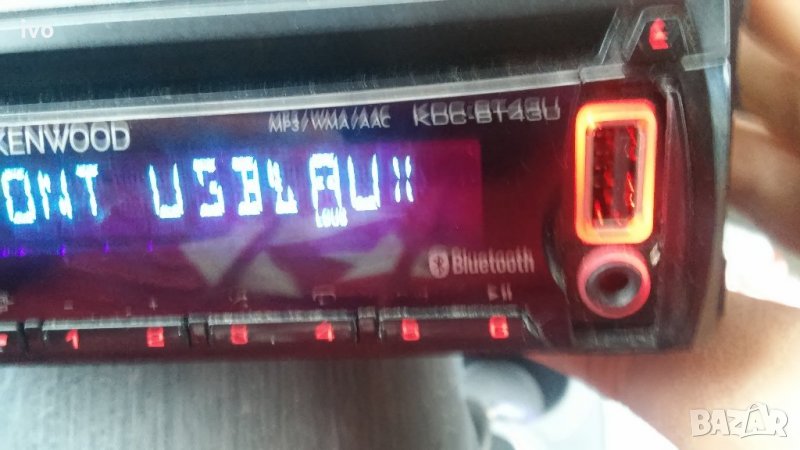 ivo
KENWOOD
MP3/WMA/AAC KDC-BT43U
ONT USB&AUX
LOUD
Bluetooth
1 2 3 4 5 6
BAZAR